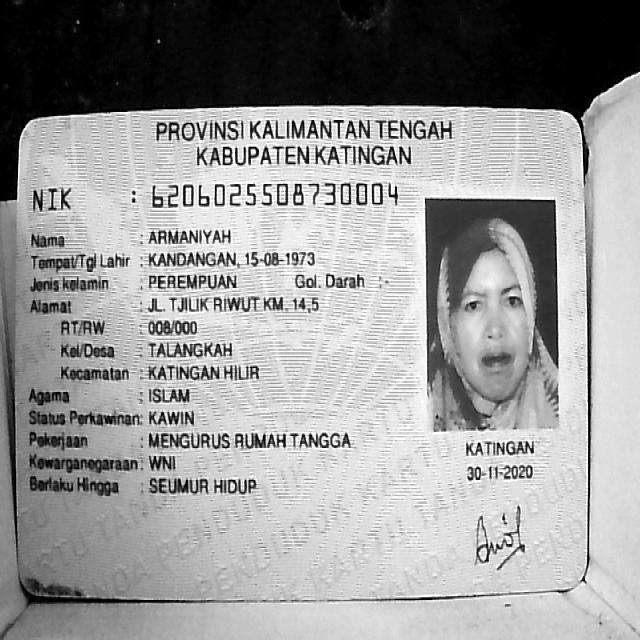 PROVINSI KALIMANTAN TENGAH
KABUPATEN KATINGAN
NIK : 6206025508730004
Nama : ARMANIYAH
Tempat/Tgl Lahir : KANDANGAN, 15-08-1973
Jenis kelamin : PEREMPUAN Gol. Darah : -
Alamat : JL. TJILIK RIWUT KM. 14,5
RT/RW : 008/000
Kel/Desa : TALANGKAH
Kecamatan : KATINGAN HILIR
Agama : ISLAM
Status Perkawinan: KAWIN
Pekerjaan : MENGURUS RUMAH TANGGA
Kewarganegaraan: WNI
Berlaku Hingga : SEUMUR HIDUP
KATINGAN
30-11-2020